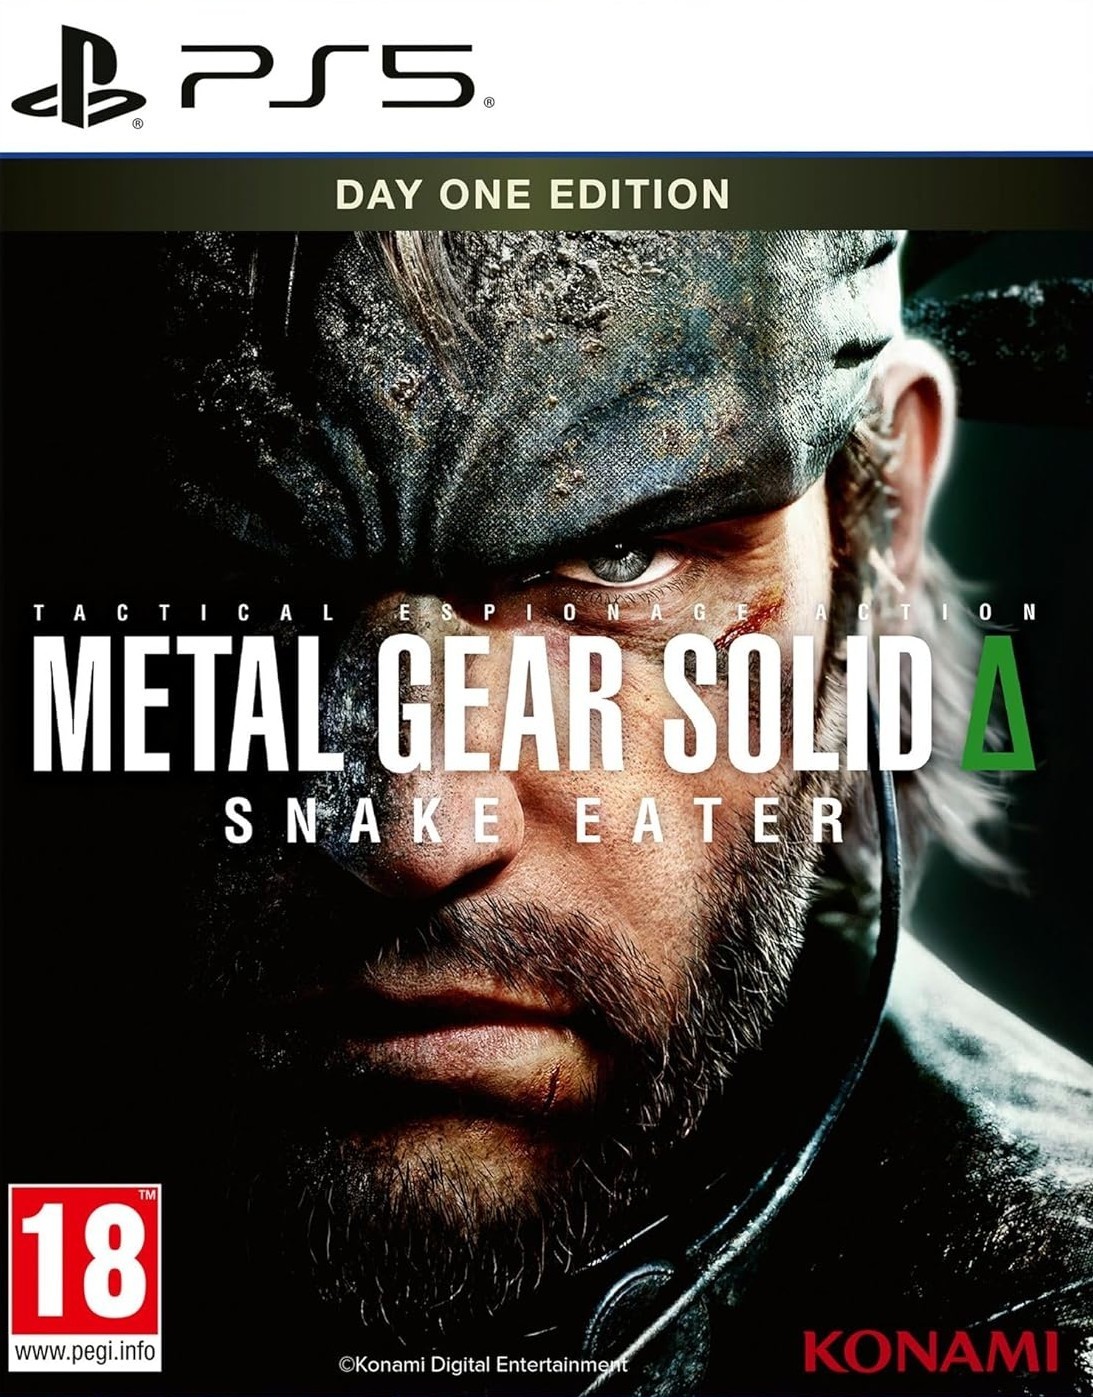 PS5®
DAY ONE EDITION
TACTICAL ESPIONAGE ACTION
METAL GEAR SOLID Δ
SNAKE EATER
18™
www.pegi.info
©Konami Digital Entertainment
KONAMI